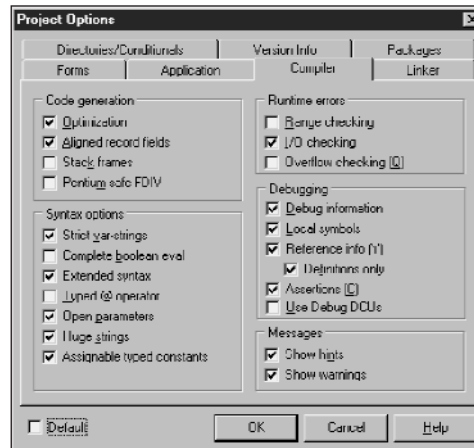 Project Options
Directories/Conditionals Version Info Packages
Forms Application Compiler Linker
Code generation
Optimization
Aligned record fields
Stack frames
Pentium-safe FDIV
Syntax options
Strict var-strings
Complete boolean eval
Extended syntax
Typed @ operator
Open parameters
Huge strings
Assignable typed constants
Runtime errors
Range checking
I/O checking
Overflow checking [Q]
Debugging
Debug information
Local symbols
Reference info [Y]
Definitions only
Assertions [C]
Use Debug DCUs
Messages
Show hints
Show warnings
Default
OK Cancel Help